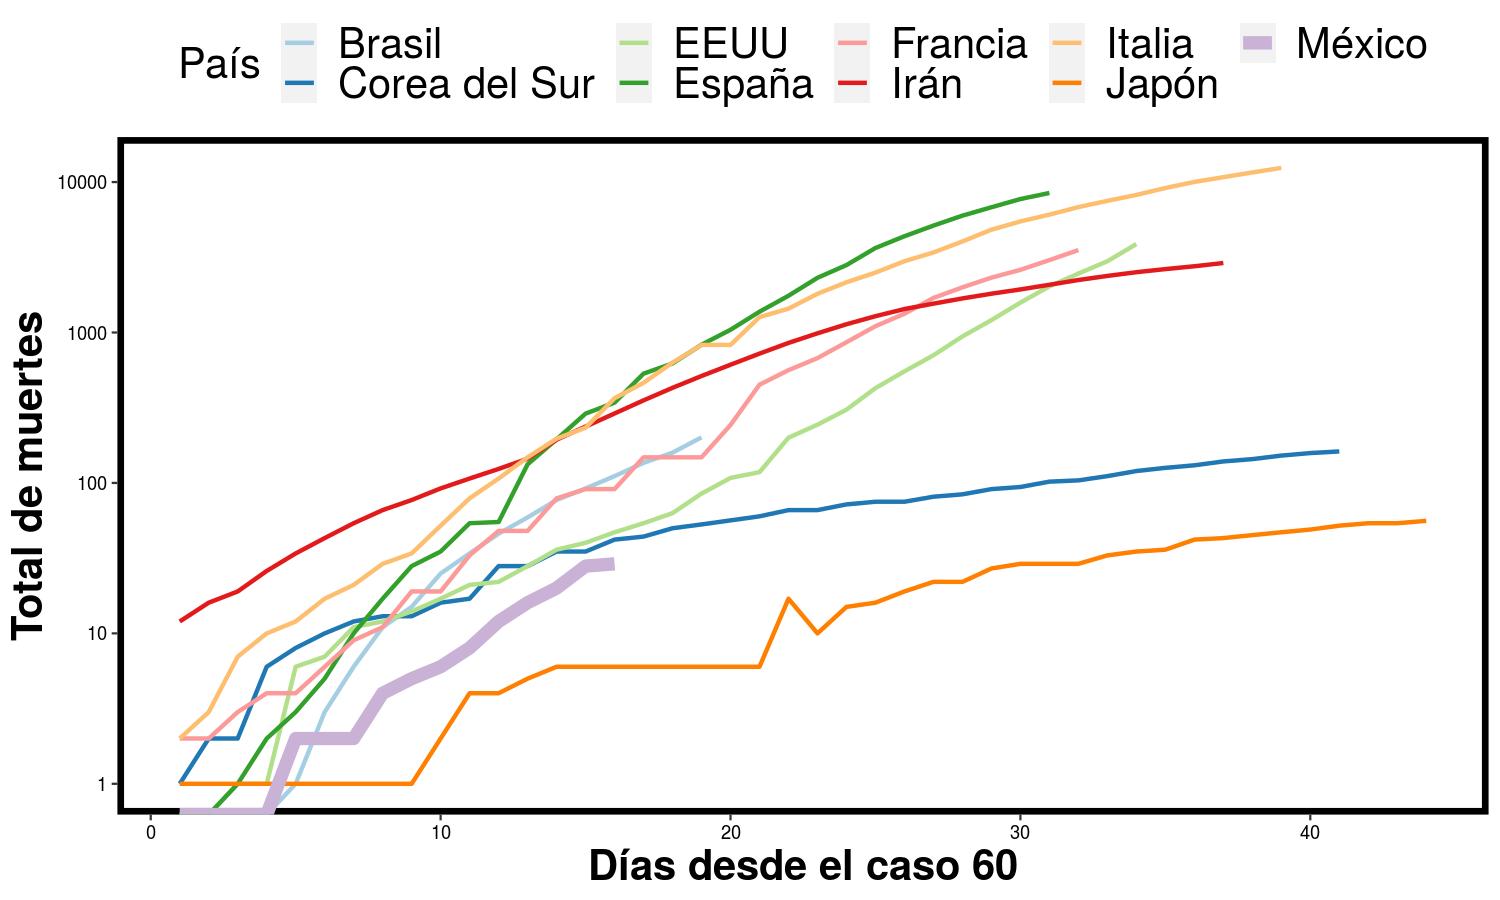 País
Brasil
EEUU
Francia
Italia
México
Corea del Sur
España
Irán
Japón
Total de muertes
10000
1000
100
10
1
0
10
20
30
40
Días desde el caso 60